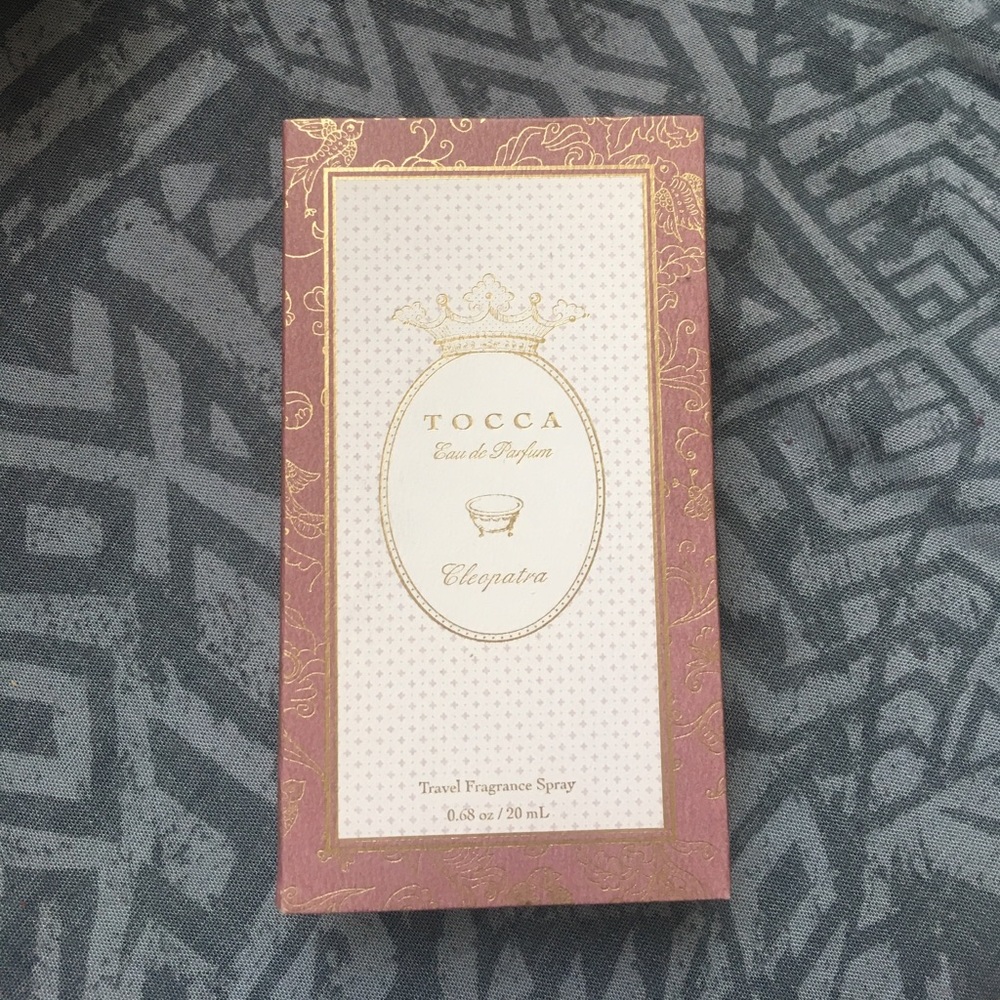 TOCCA
Eau de Parfum
Cleopatra
Travel Fragrance Spray
0.68 oz / 20 mL